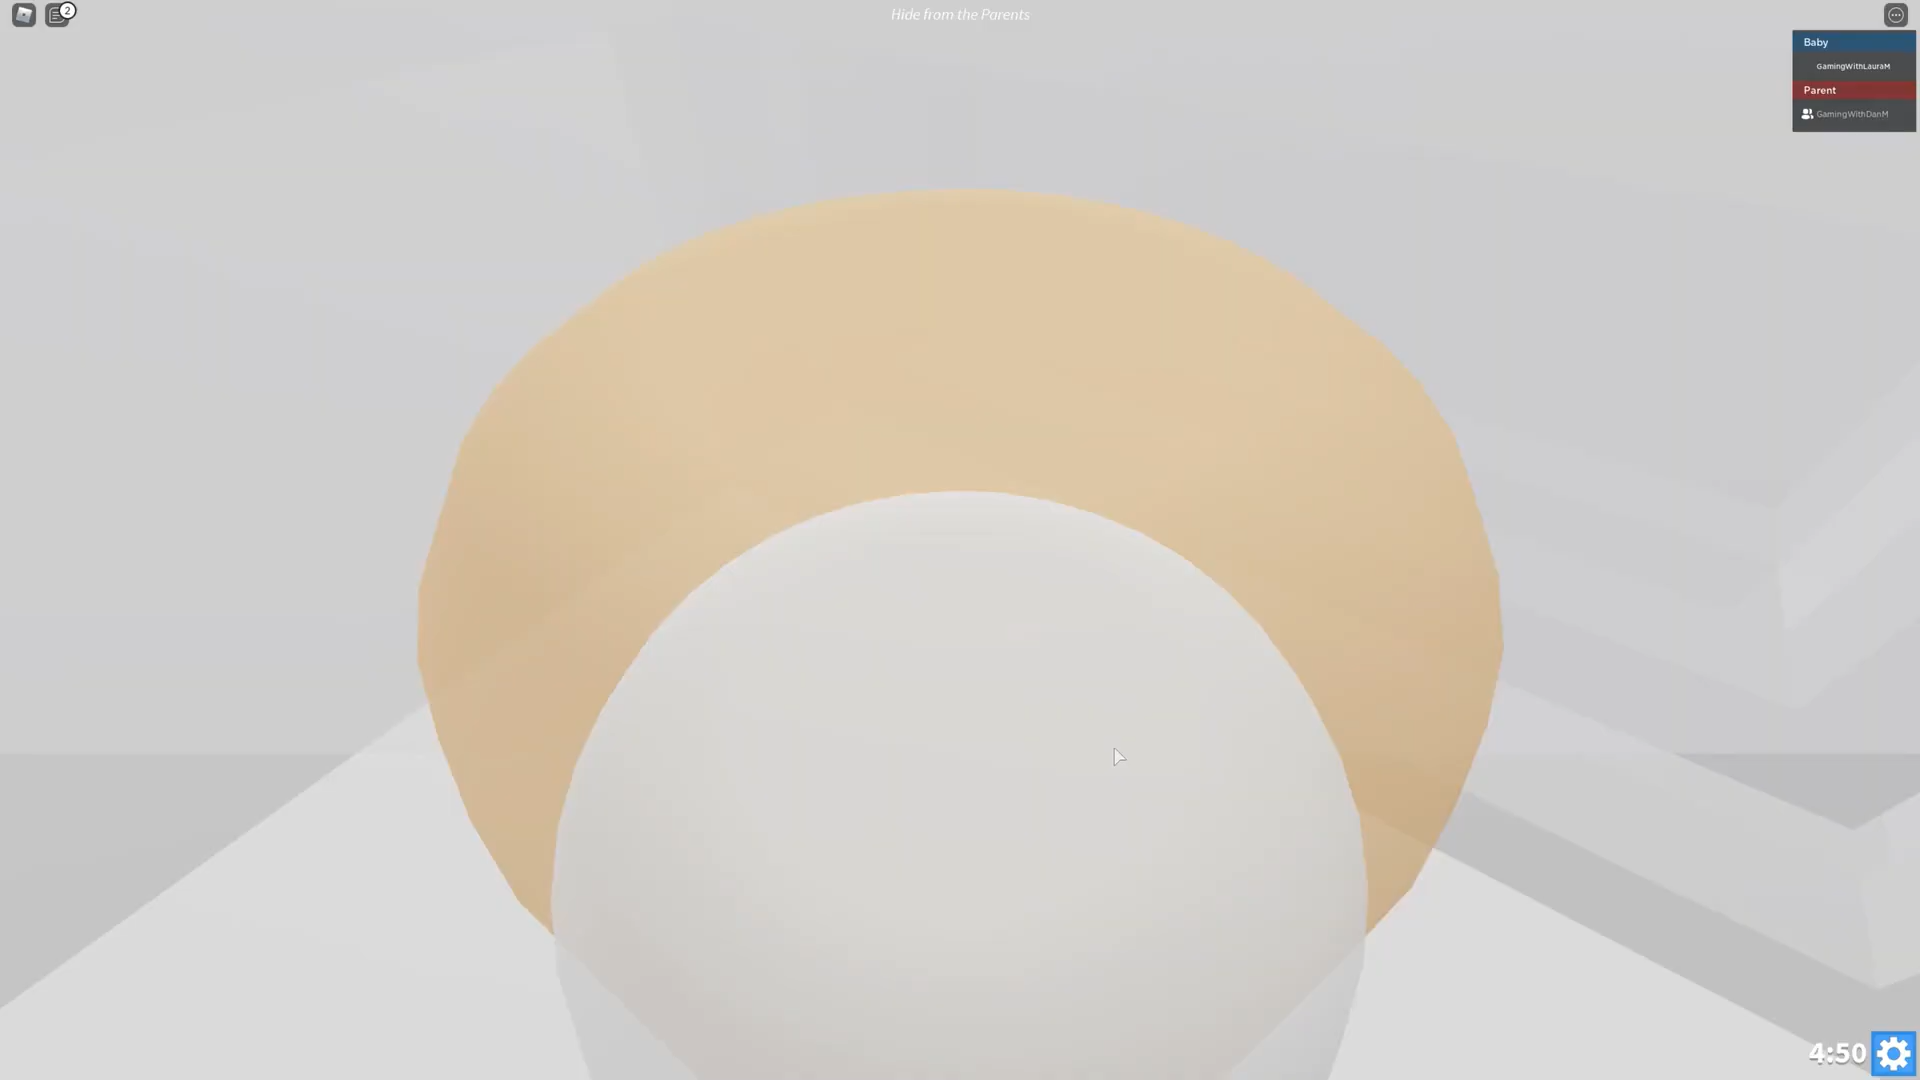 2
Hide from the Parents
Baby
GamingWithLauraM
Parent
GamingWithDanM
4:50